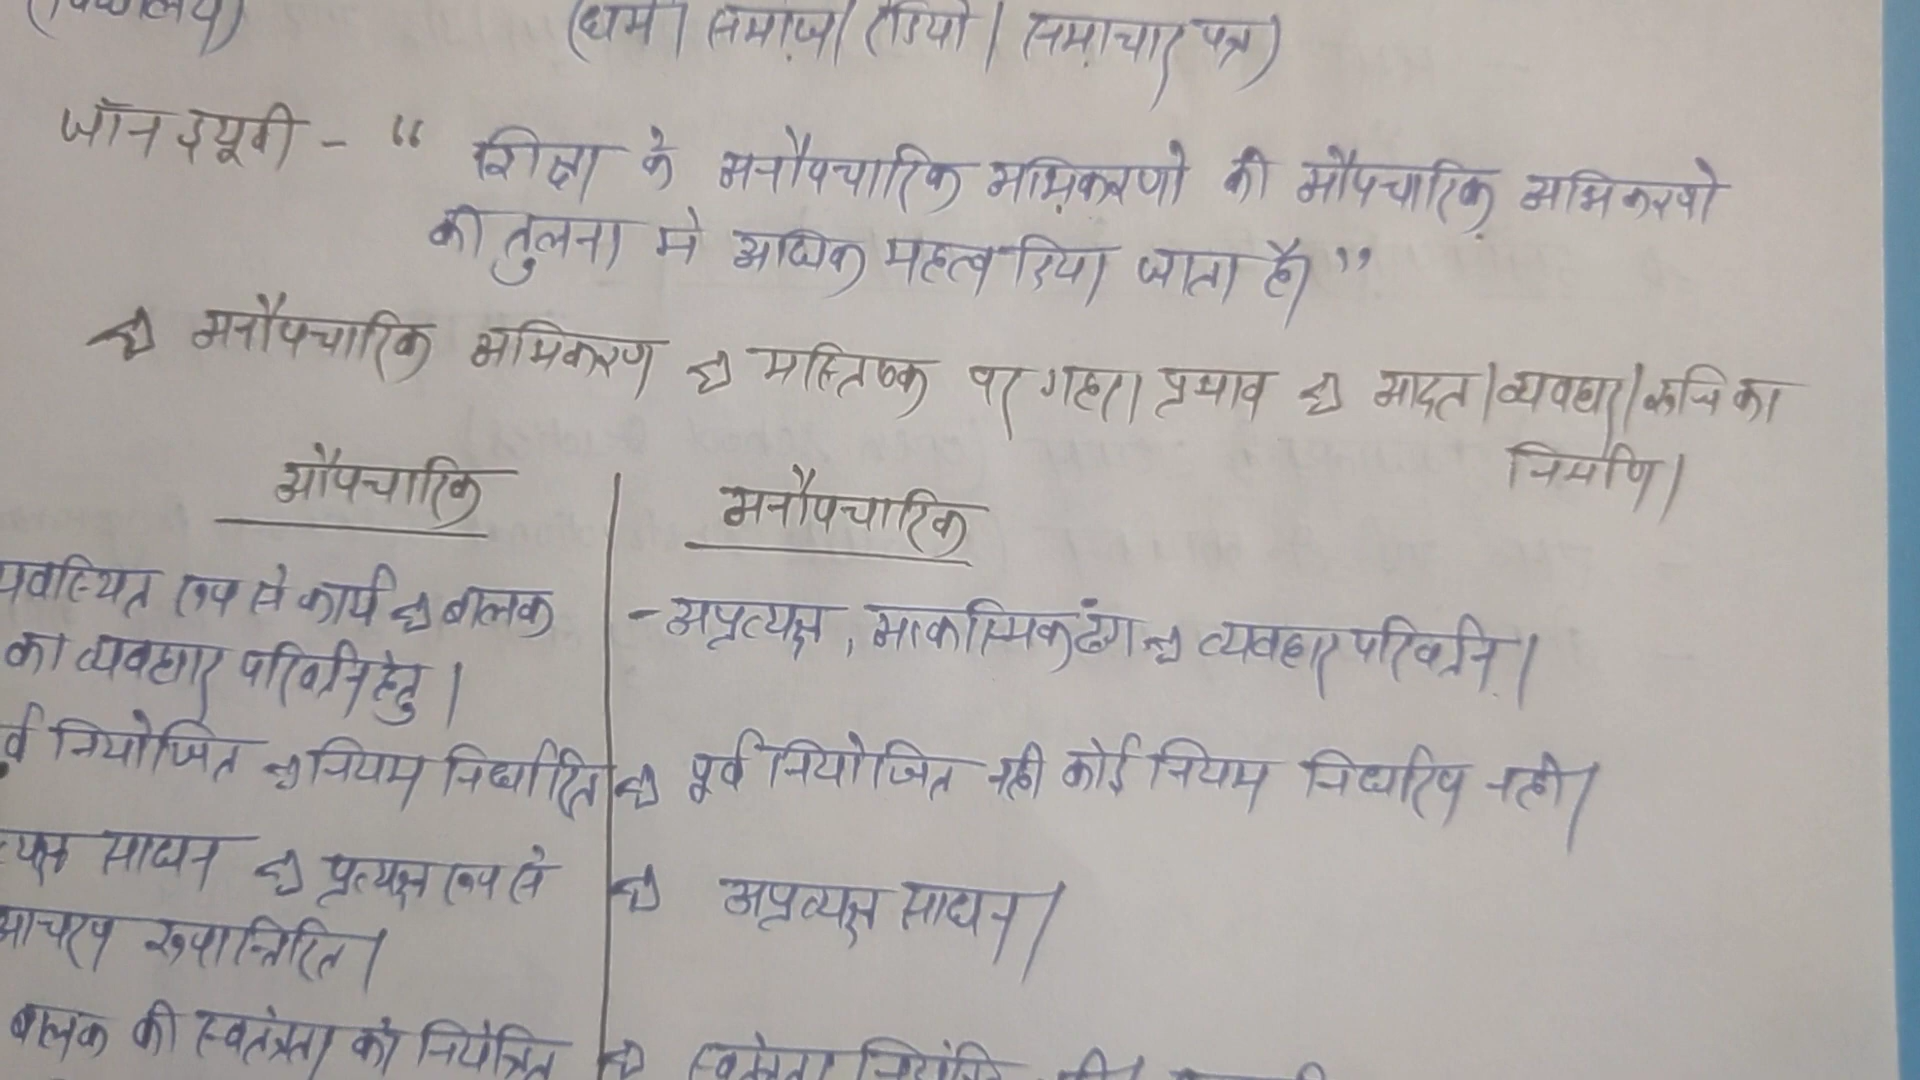 (धर्म। समाज। रेडियो। समाचार पत्र)
जॉन ड्यूवी - " शिक्षा के अनौपचारिक अभिकरणो की औपचारिक अभिकरणो
की तुलना मे अधिक महत्व दिया जाता है।"
⇒ अनौपचारिक अभिकरण ⇒ मस्तिष्क पर गहरा प्रभाव ⇒ आदत।व्यवहार।रूचि का
निर्माण।
औपचारिक
अनौपचारिक
रूप से कार्य ⇒ बालक
का व्यवहार परिवर्तन हेतु।
- अप्रत्यक्ष, आकस्मिक ढंग ⇒ व्यवहार परिवर्तन।
नियोजित ⇒ नियम निर्धारित
⇒ पूर्व नियोजित नही कोई नियम निर्धारित नही।
साधन ⇒ प्रत्यक्ष रूप से
आचरण रूपान्तिरित।
⇒ अप्रत्यक्ष साधन।
बालक की स्वतंत्रता को नियंत्रित
⇒ स्वतंत्रता